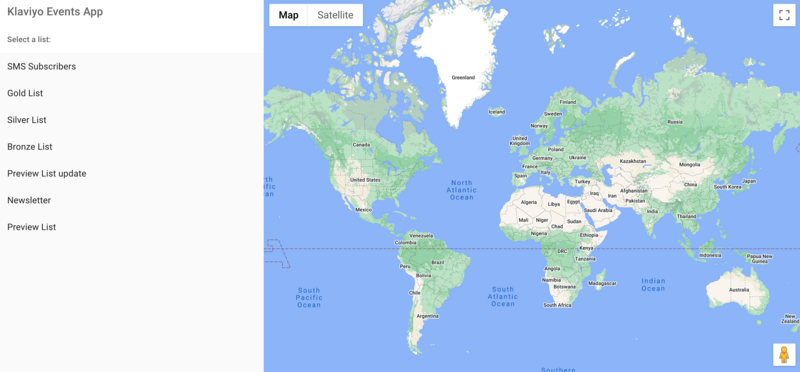 Klaviyo Events App
Select a list:
SMS Subscribers
Gold List
Silver List
Bronze List
Preview List update
Newsletter
Preview List
Map
Satellite
Greenland
Iceland
Finland
Sweden
Norway
Russia
United
Kingdom
Canada
Poland
Germany
Ukraine
France
Kazakhstan
Mongolia
Italy
Spain
Turkey
United States
China
Japan
South Korea
North
Atlantic
Ocean
Iraq
Iran
Afghanistan
Pakistan
Algeria
Libya
Egypt
Saudi Arabia
India
Mexico
Mali
Niger
Sudan
Chad
Thailand
Nigeria
Ethiopia
Venezuela
Colombia
Kenya
DRC
Indonesia
Papua New
Guinea
Tanzania
Brazil
Peru
Angola
Bolivia
Namibia
Madagascar
Botswana
Indian
Ocean
South
Pacific
Ocean
South
Atlantic
Ocean
Chile
Australia
South Africa
Argentina
New
Zealand
Southern